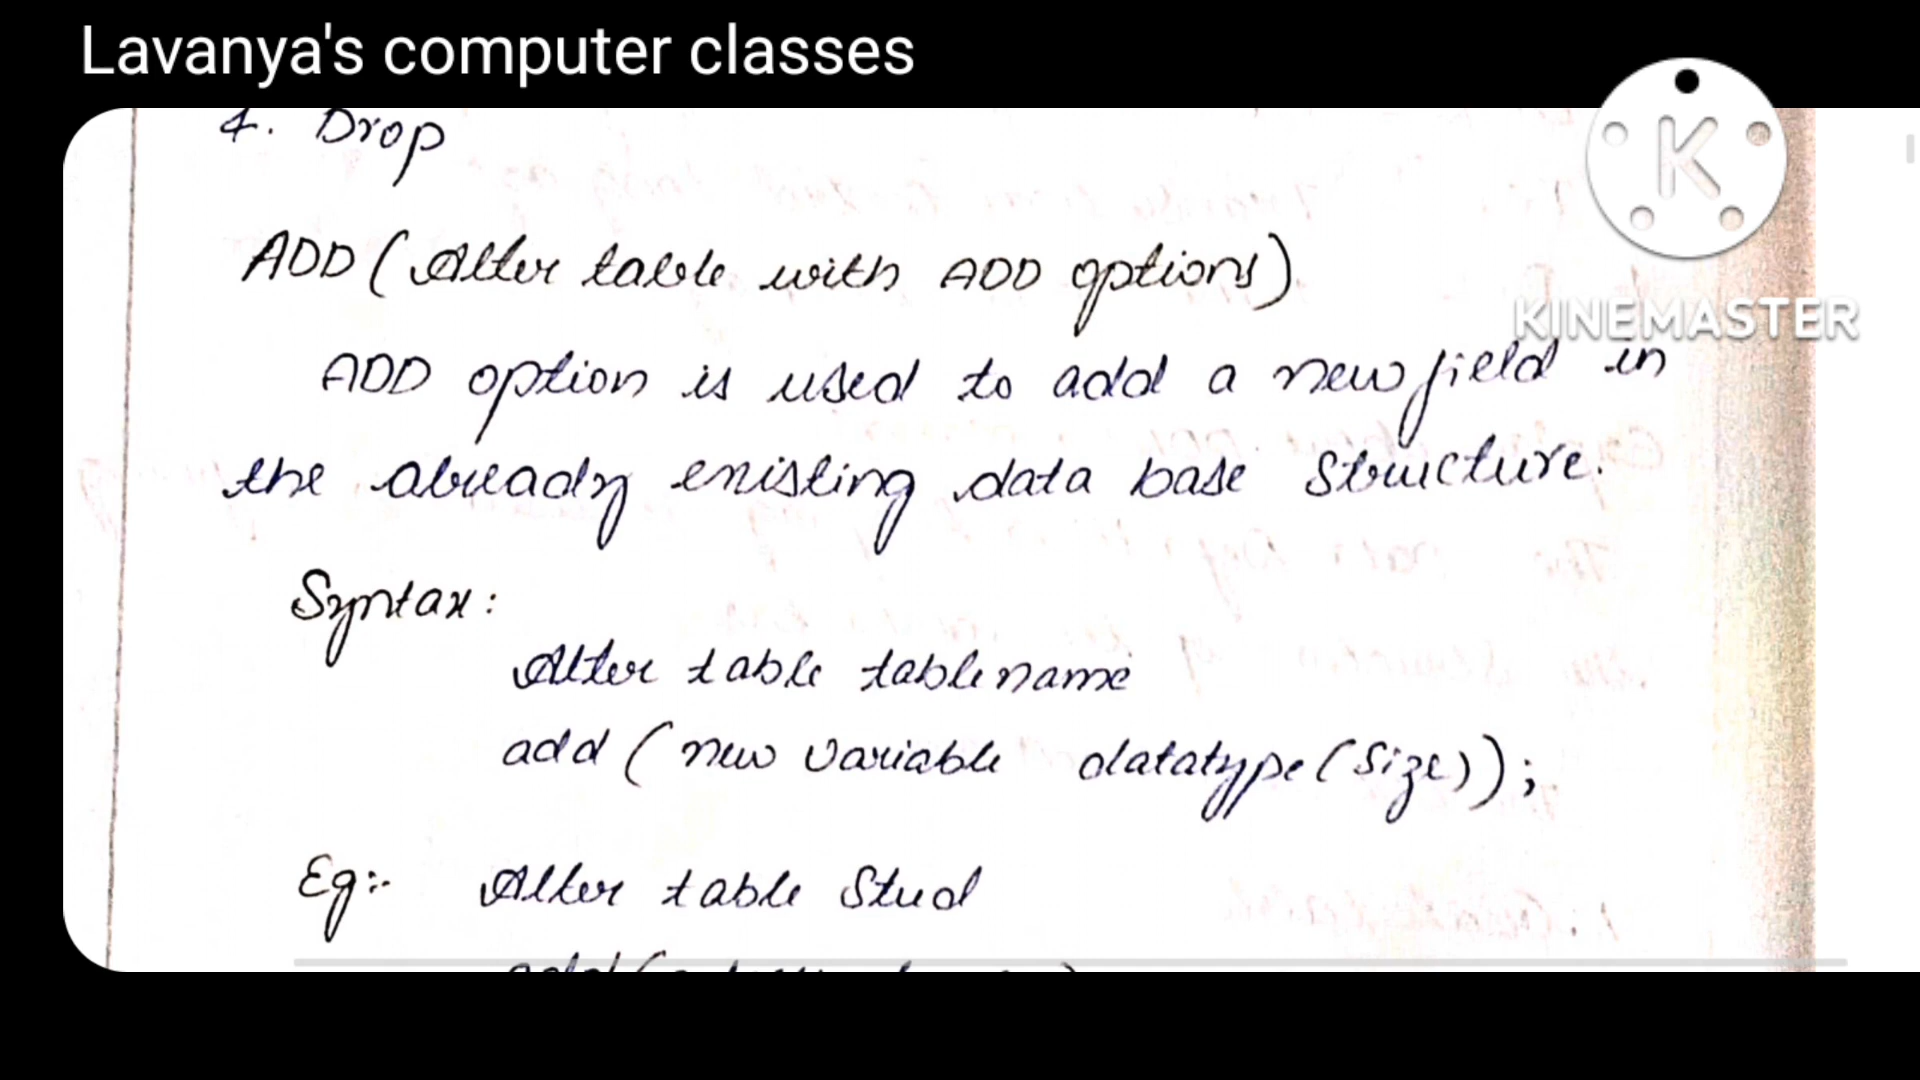 Lavanya's computer classes
4. Drop
ADD (Alter table with ADD options)
KINEMASTER
ADD option is used to add a new field in
the already existing data base structure.
Syntax:
Alter table tablename
add (new variable datatype(size));
Eg:- Alter table Stud